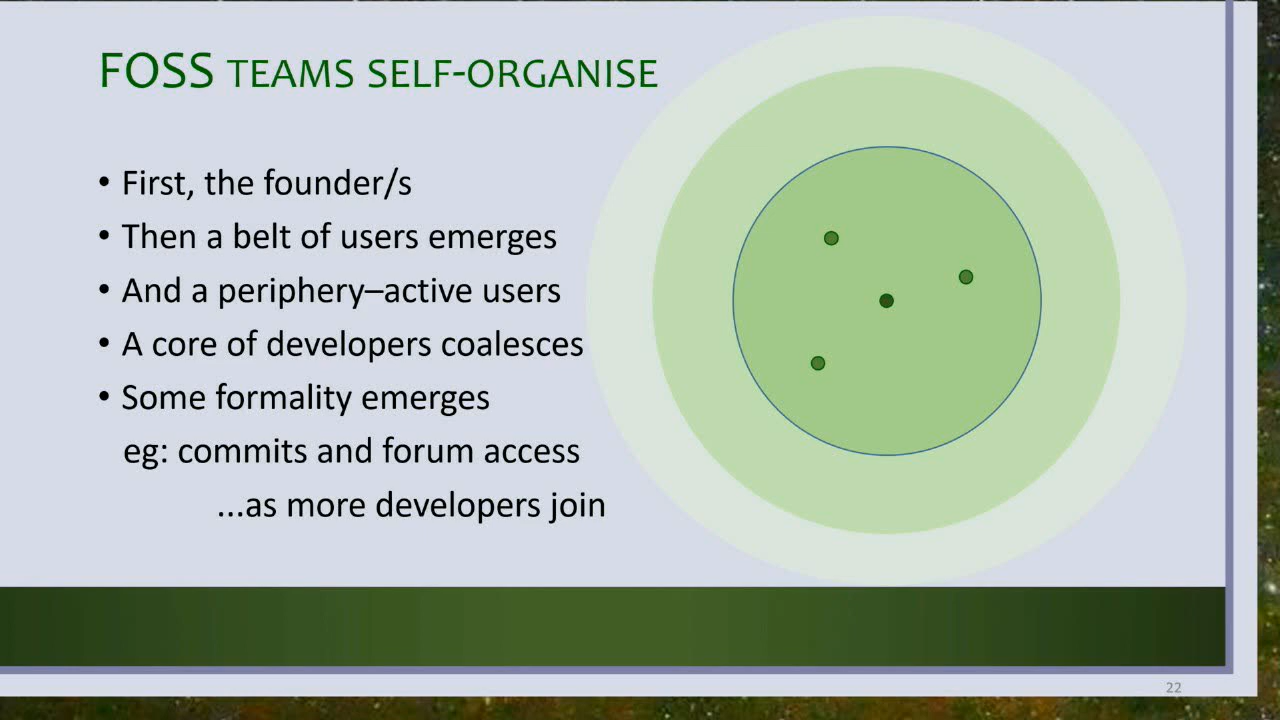 FOSS TEAMS SELF-ORGANISE
• First, the founder/s
• Then a belt of users emerges
• And a periphery–active users
• A core of developers coalesces
• Some formality emerges
eg: commits and forum access
...as more developers join
22